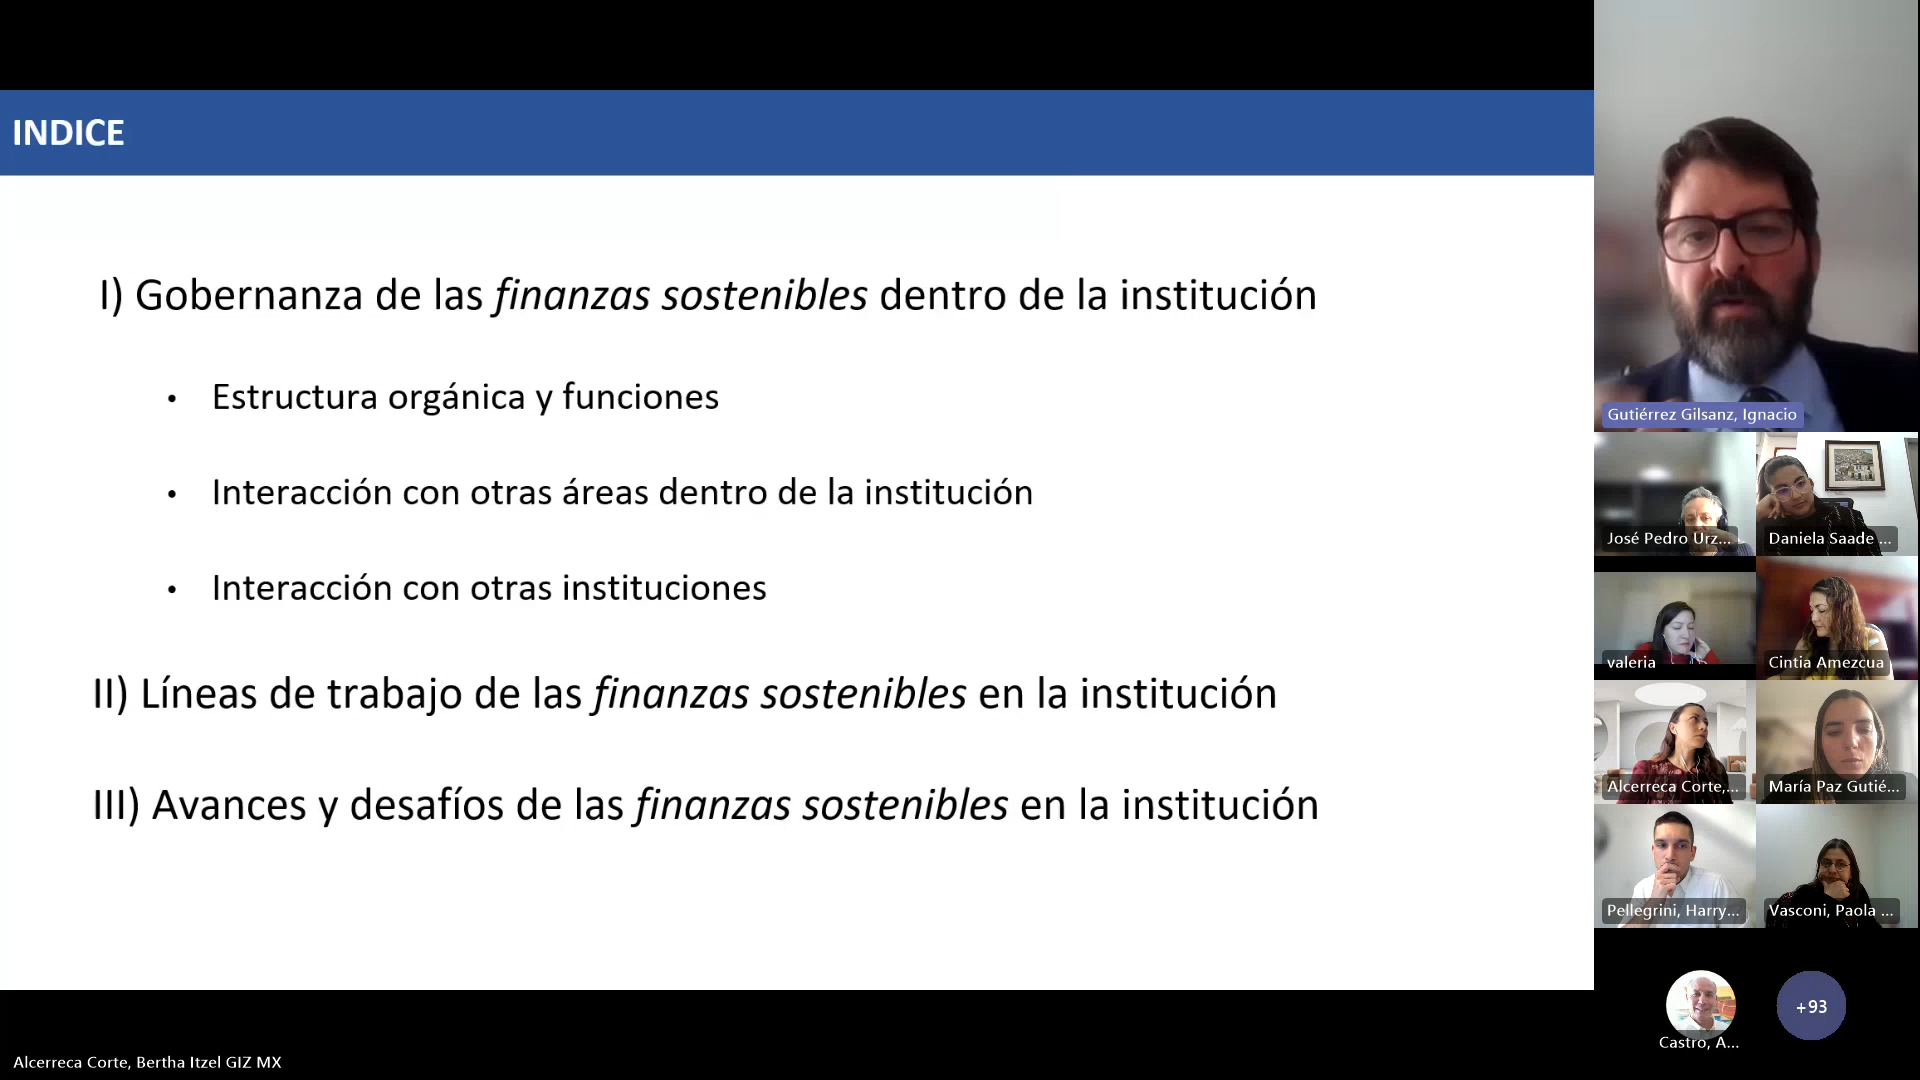 INDICE
I) Gobernanza de las finanzas sostenibles dentro de la institución
• Estructura orgánica y funciones
• Interacción con otras áreas dentro de la institución
• Interacción con otras instituciones
II) Líneas de trabajo de las finanzas sostenibles en la institución
III) Avances y desafíos de las finanzas sostenibles en la institución
Alcerreca Corte, Bertha Itzel GIZ MX
Gutiérrez Gilsanz, Ignacio
José Pedro Urz...
Daniela Saade ...
valeria
Cintia Amezcua
Alcerreca Corte,...
María Paz Gutié...
Pellegrini, Harry...
Vasconi, Paola ...
Castro, A...
+93